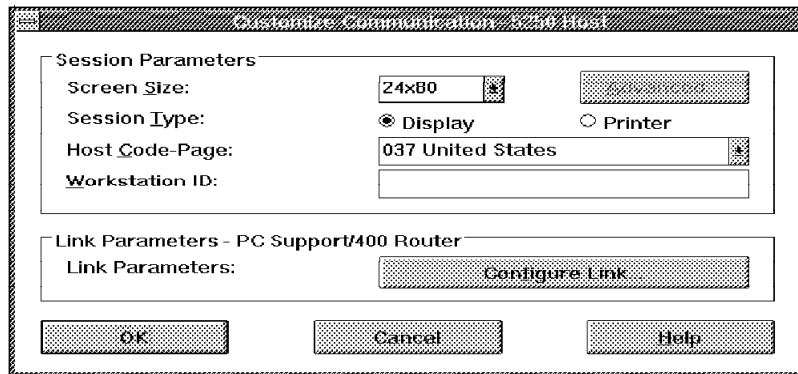 Customize Communication - 5250 Host
Session Parameters
Screen Size: 24x80 Advanced...
Session Type: Display Printer
Host Code-Page: 037 United States
Workstation ID:
Link Parameters - PC Support/400 Router
Link Parameters: Configure Link...
OK Cancel Help